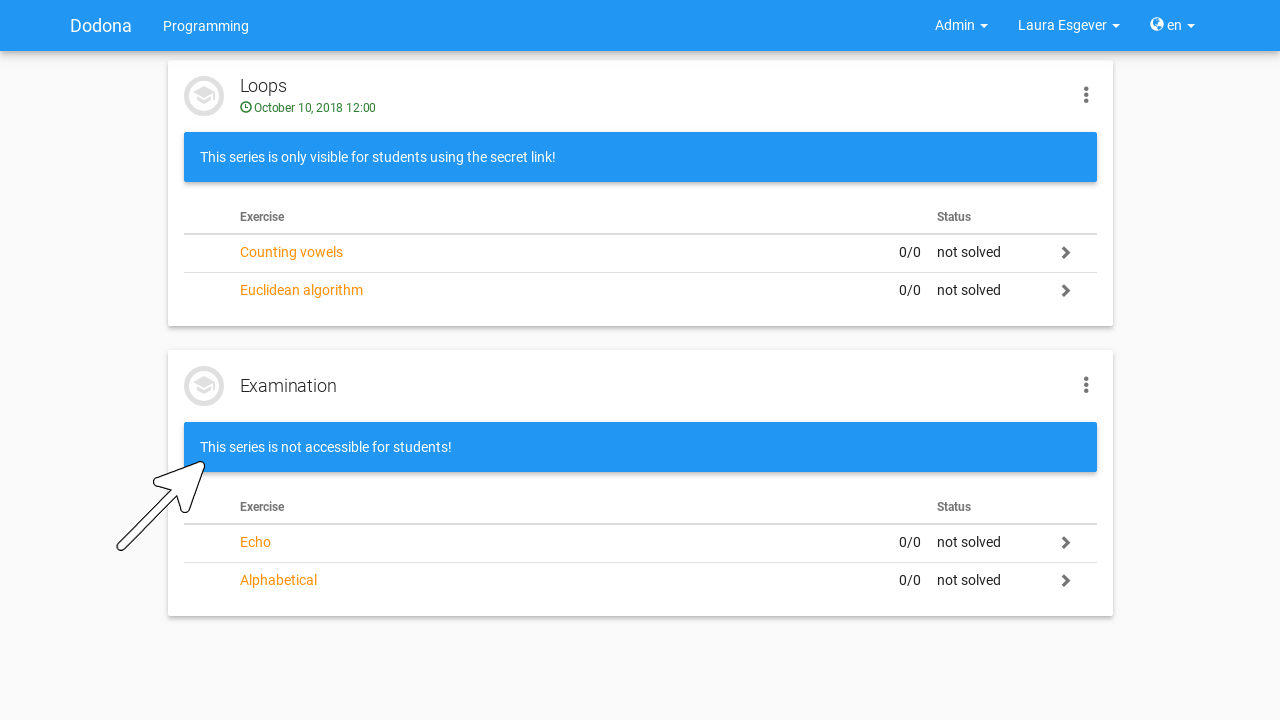 Dodona Programming Admin Laura Esgever en
Loops
October 10, 2018 12:00
This series is only visible for students using the secret link!
Exercise Status
Counting vowels 0/0 not solved
Euclidean algorithm 0/0 not solved
Examination
This series is not accessible for students!
Exercise Status
Echo 0/0 not solved
Alphabetical 0/0 not solved